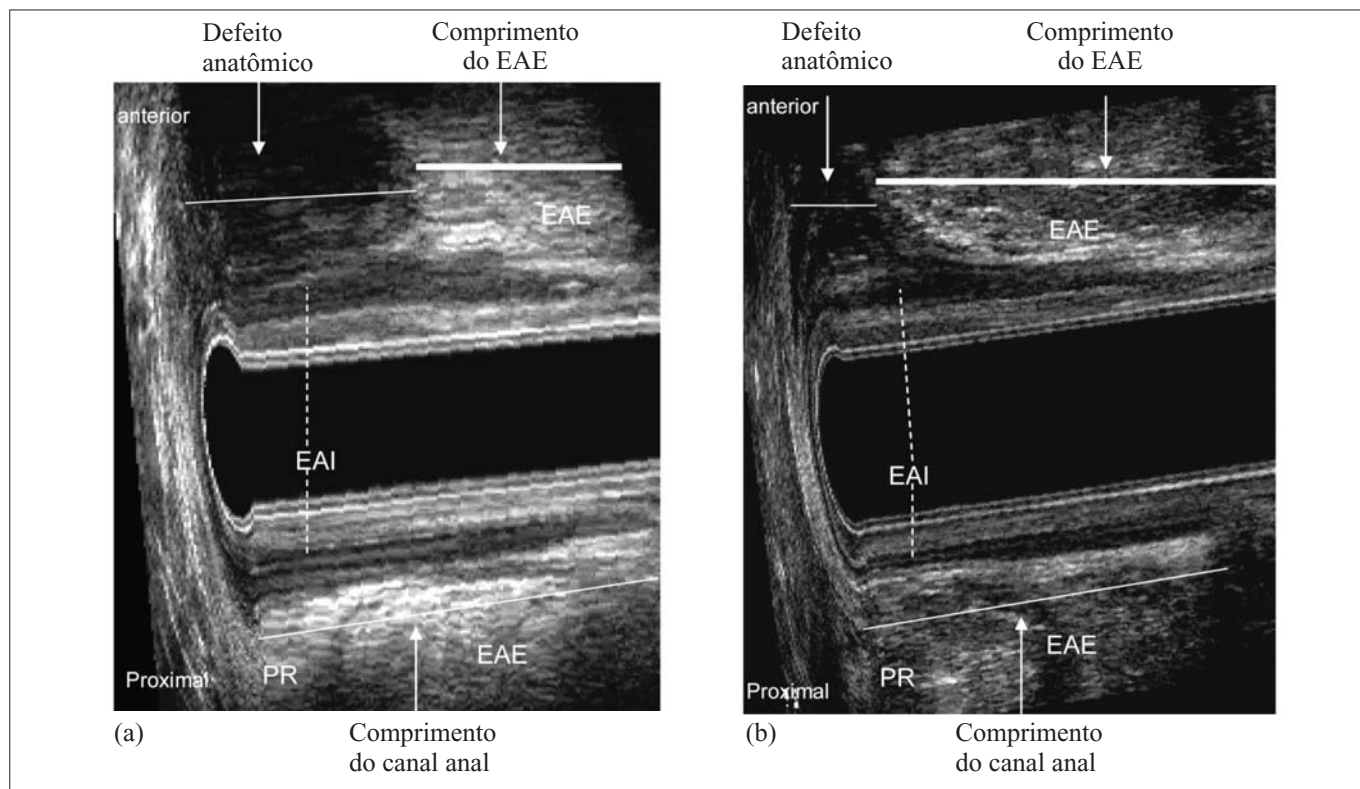 Defeito
anatômico
Comprimento
do EAE
anterior
EAE
EAI
EAE
PR
Proximal
(a)
Comprimento
do canal anal
Defeito
anatômico
Comprimento
do EAE
anterior
EAE
EAI
EAE
PR
Proximal
(b)
Comprimento
do canal anal